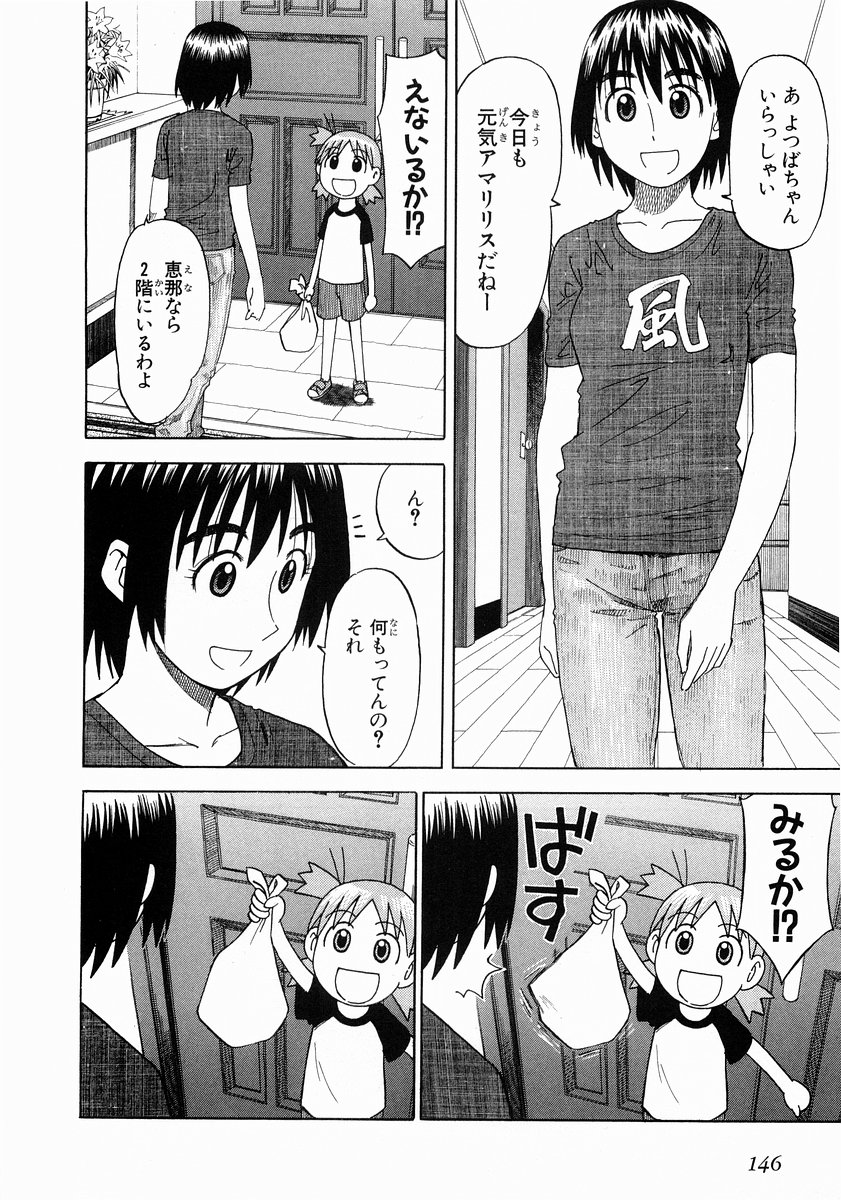 あ よつばちゃん
いらっしゃい
今日も
元気アマリリスだねー
風
えないるか!?
恵那なら
2階にいるわよ
ん?
何もってんの?
それ
みるか!?
ばす
146